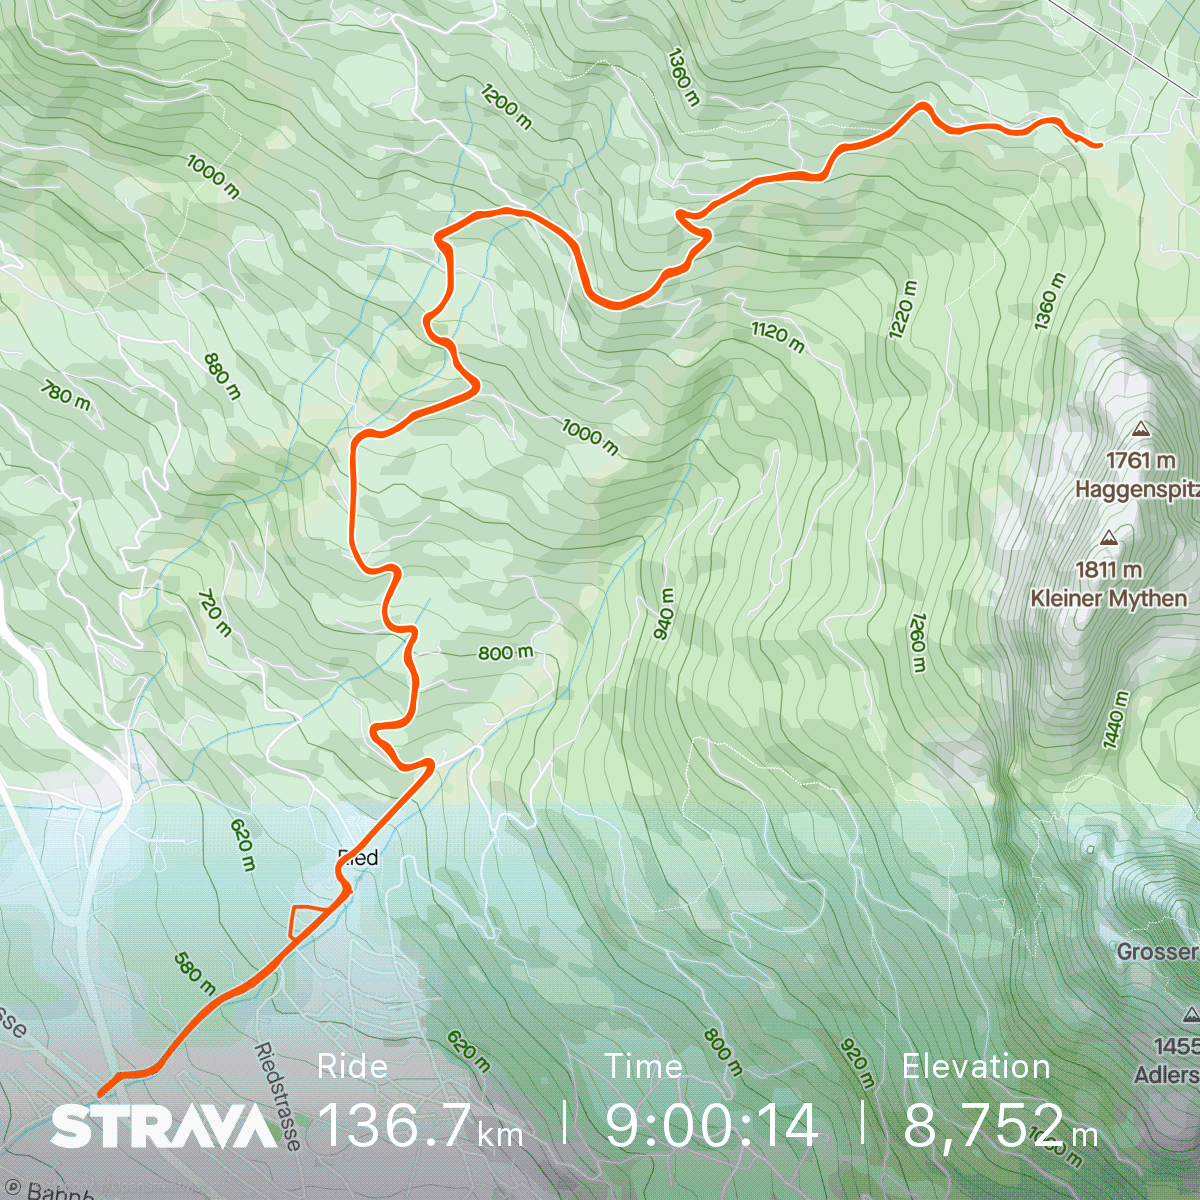 1360 m
1200 m
1000 m
1220 m
1360 m
1120 m
880 m
780 m
1000 m
1761 m
Haggenspitz
1811 m
Kleiner Mythen
720 m
940 m
1260 m
800 m
1440 m
620 m
Ried
580 m
Grosser
sse
620 m
800 m
920 m
1455
Adlers
Riedstrasse
Ride
Time
Elevation
STRAVA
136.7 km
9:00:14
8,752 m